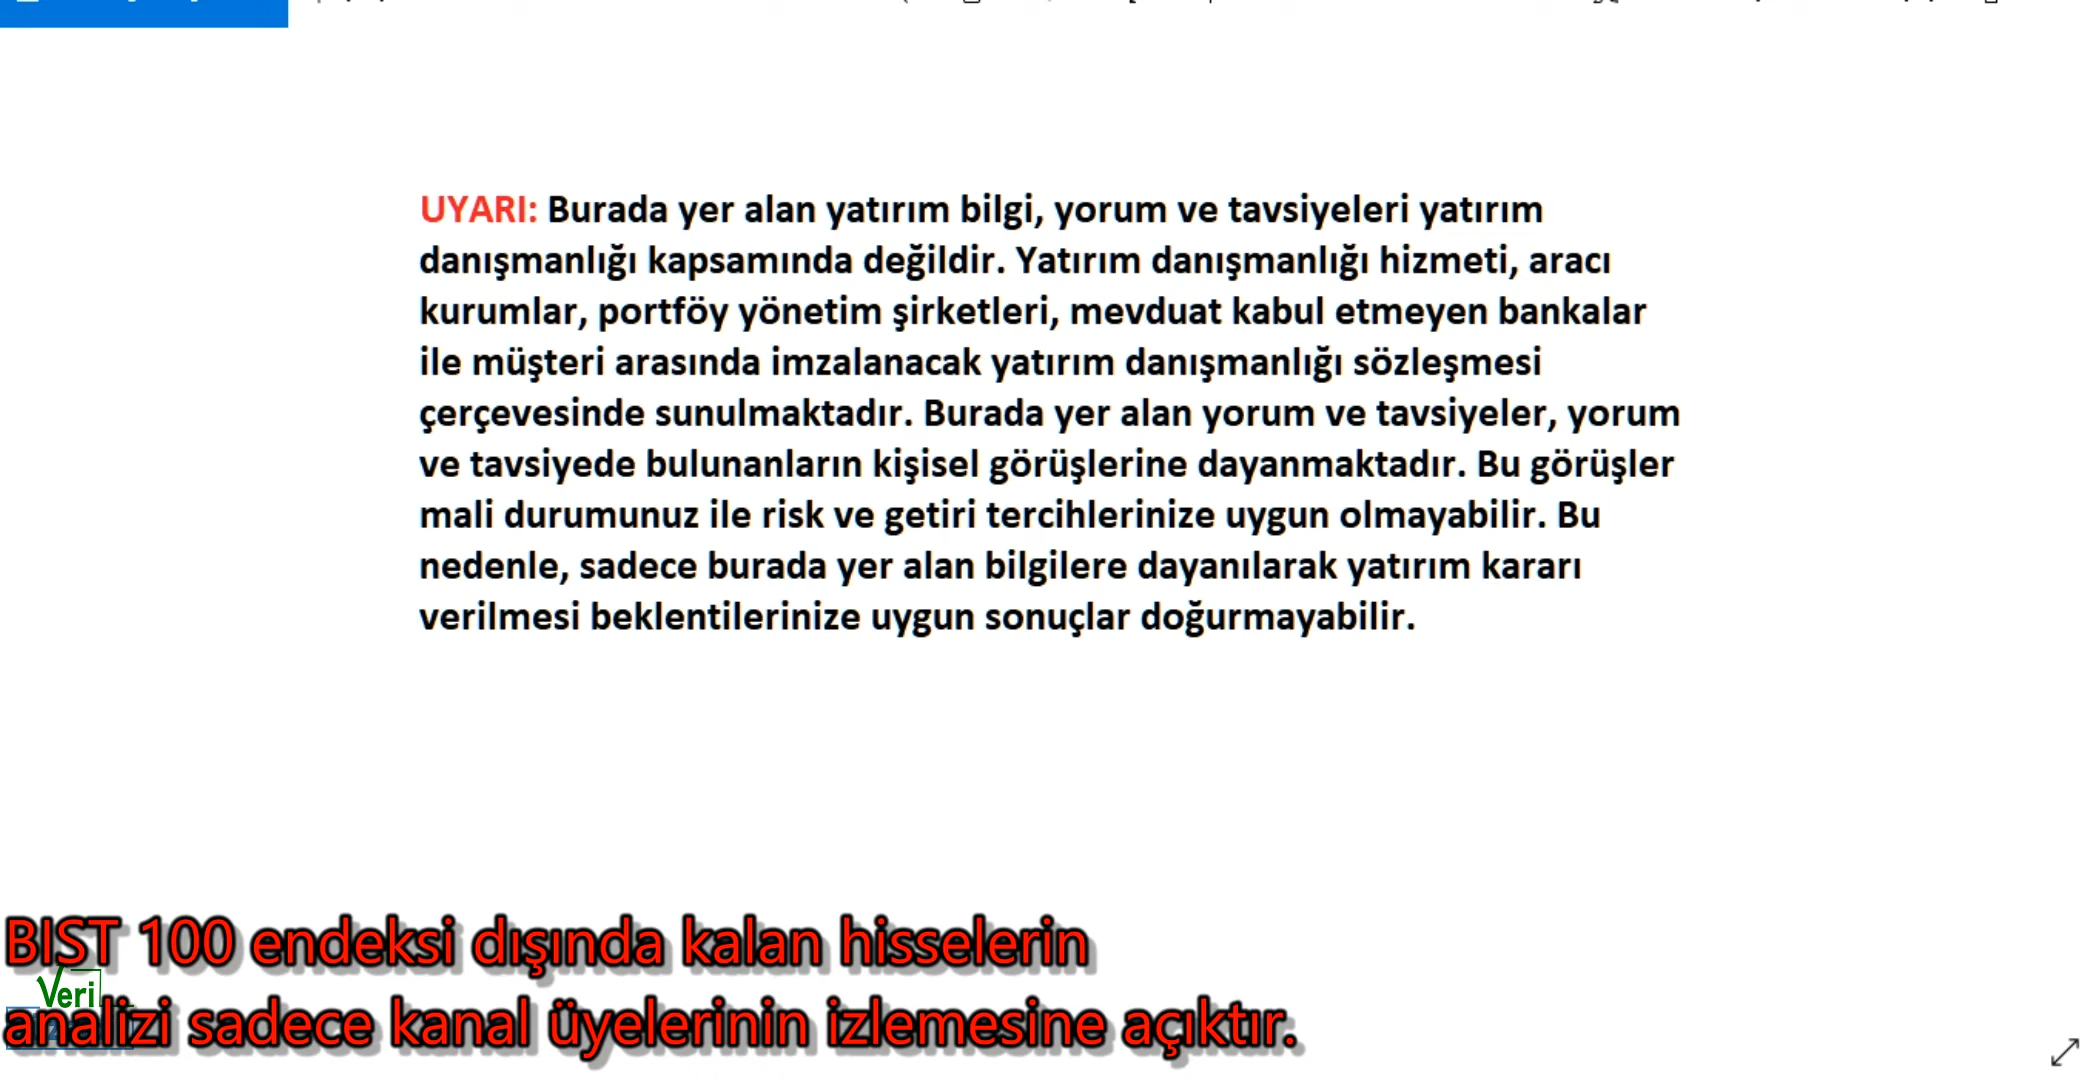 UYARI: Burada yer alan yatırım bilgi, yorum ve tavsiyeleri yatırım
danışmanlığı kapsamında değildir. Yatırım danışmanlığı hizmeti, aracı
kurumlar, portföy yönetim şirketleri, mevduat kabul etmeyen bankalar
ile müşteri arasında imzalanacak yatırım danışmanlığı sözleşmesi
çerçevesinde sunulmaktadır. Burada yer alan yorum ve tavsiyeler, yorum
ve tavsiyede bulunanların kişisel görüşlerine dayanmaktadır. Bu görüşler
mali durumunuz ile risk ve getiri tercihlerinize uygun olmayabilir. Bu
nedenle, sadece burada yer alan bilgilere dayanılarak yatırım kararı
verilmesi beklentilerinize uygun sonuçlar doğurmayabilir.
BIST 100 endeksi dışında kalan hisselerin
Veri
analizi sadece kanal üyelerinin izlemesine açıktır.